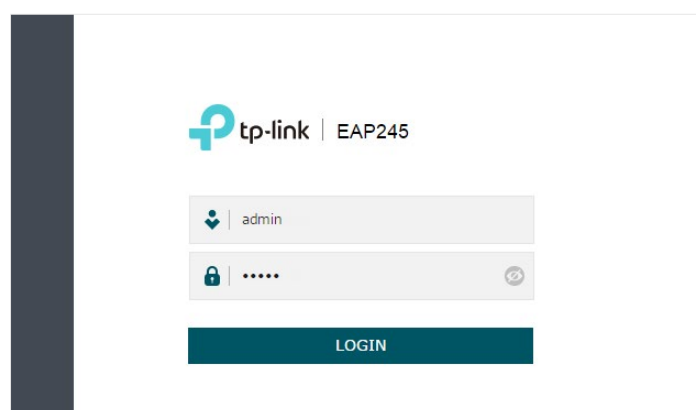 tp-link | EAP245
admin
•••••
LOGIN